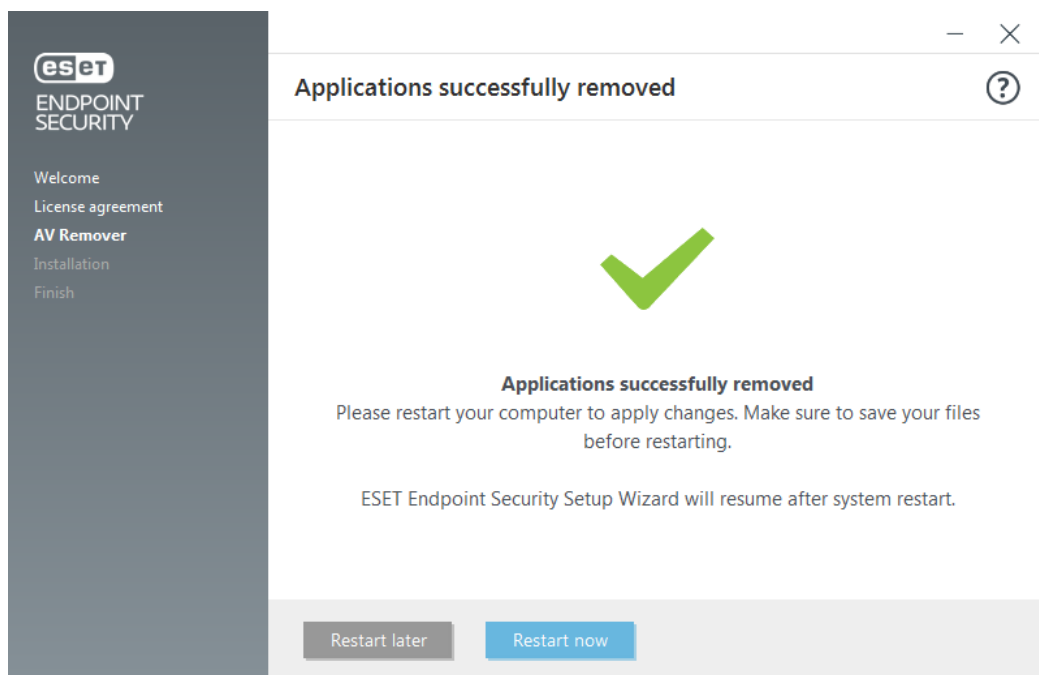 eseT
ENDPOINT
SECURITY
Welcome
License agreement
AV Remover
Installation
Finish
Applications successfully removed
?
Applications successfully removed
Please restart your computer to apply changes. Make sure to save your files
before restarting.
ESET Endpoint Security Setup Wizard will resume after system restart.
Restart later
Restart now